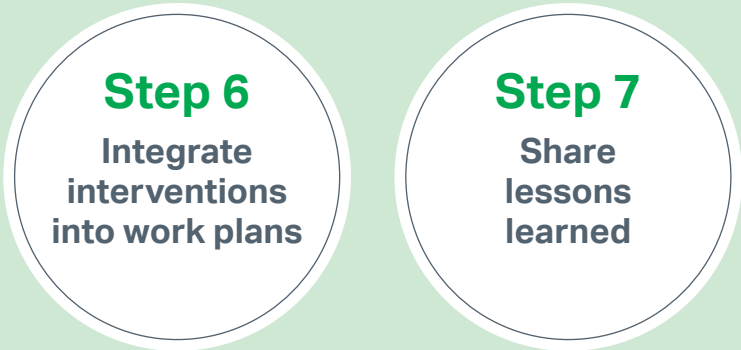 Step 6
Integrate
interventions
into work plans
Step 7
Share
lessons
learned